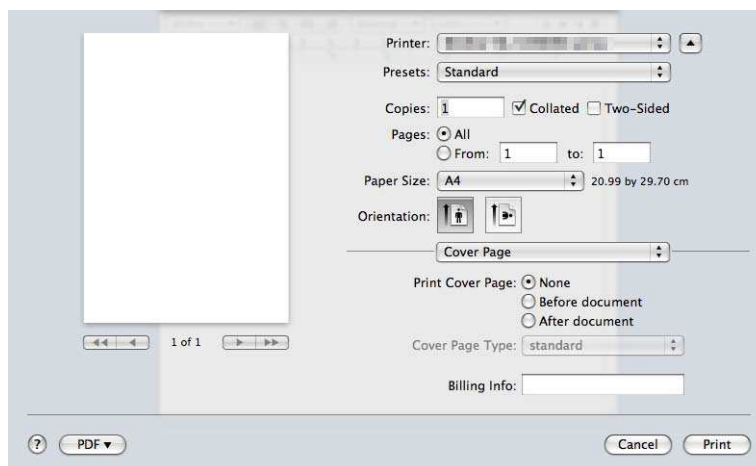 Printer:
Presets: Standard
Copies: 1 Collated Two-Sided
Pages: All
From: 1 to: 1
Paper Size: A4 20.99 by 29.70 cm
Orientation:
Cover Page
Print Cover Page: None
Before document
After document
1 of 1
Cover Page Type: standard
Billing Info:
? PDF Cancel Print